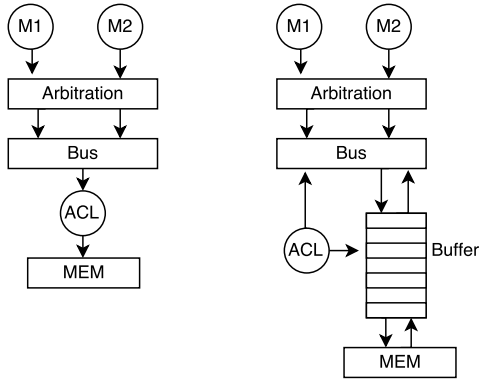 M1
M2
Arbitration
Bus
ACL
MEM
M1
M2
Arbitration
Bus
ACL
Buffer
MEM